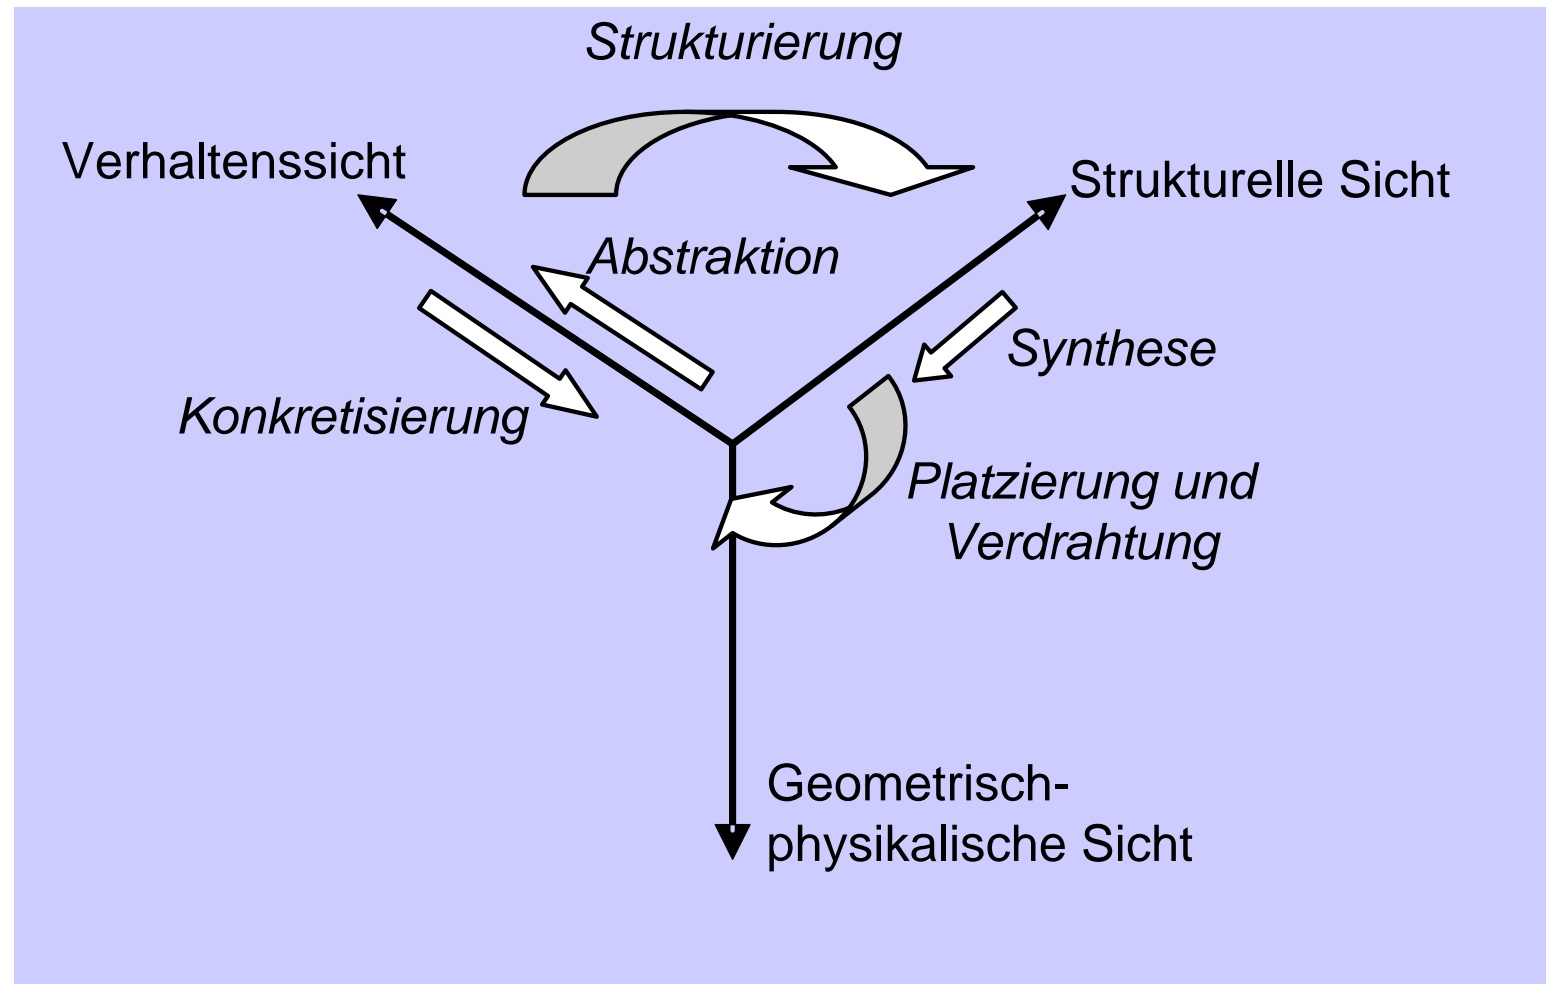 Strukturierung
Verhaltenssicht
Strukturelle Sicht
Abstraktion
Synthese
Konkretisierung
Platzierung und
Verdrahtung
Geometrisch-
physikalische Sicht